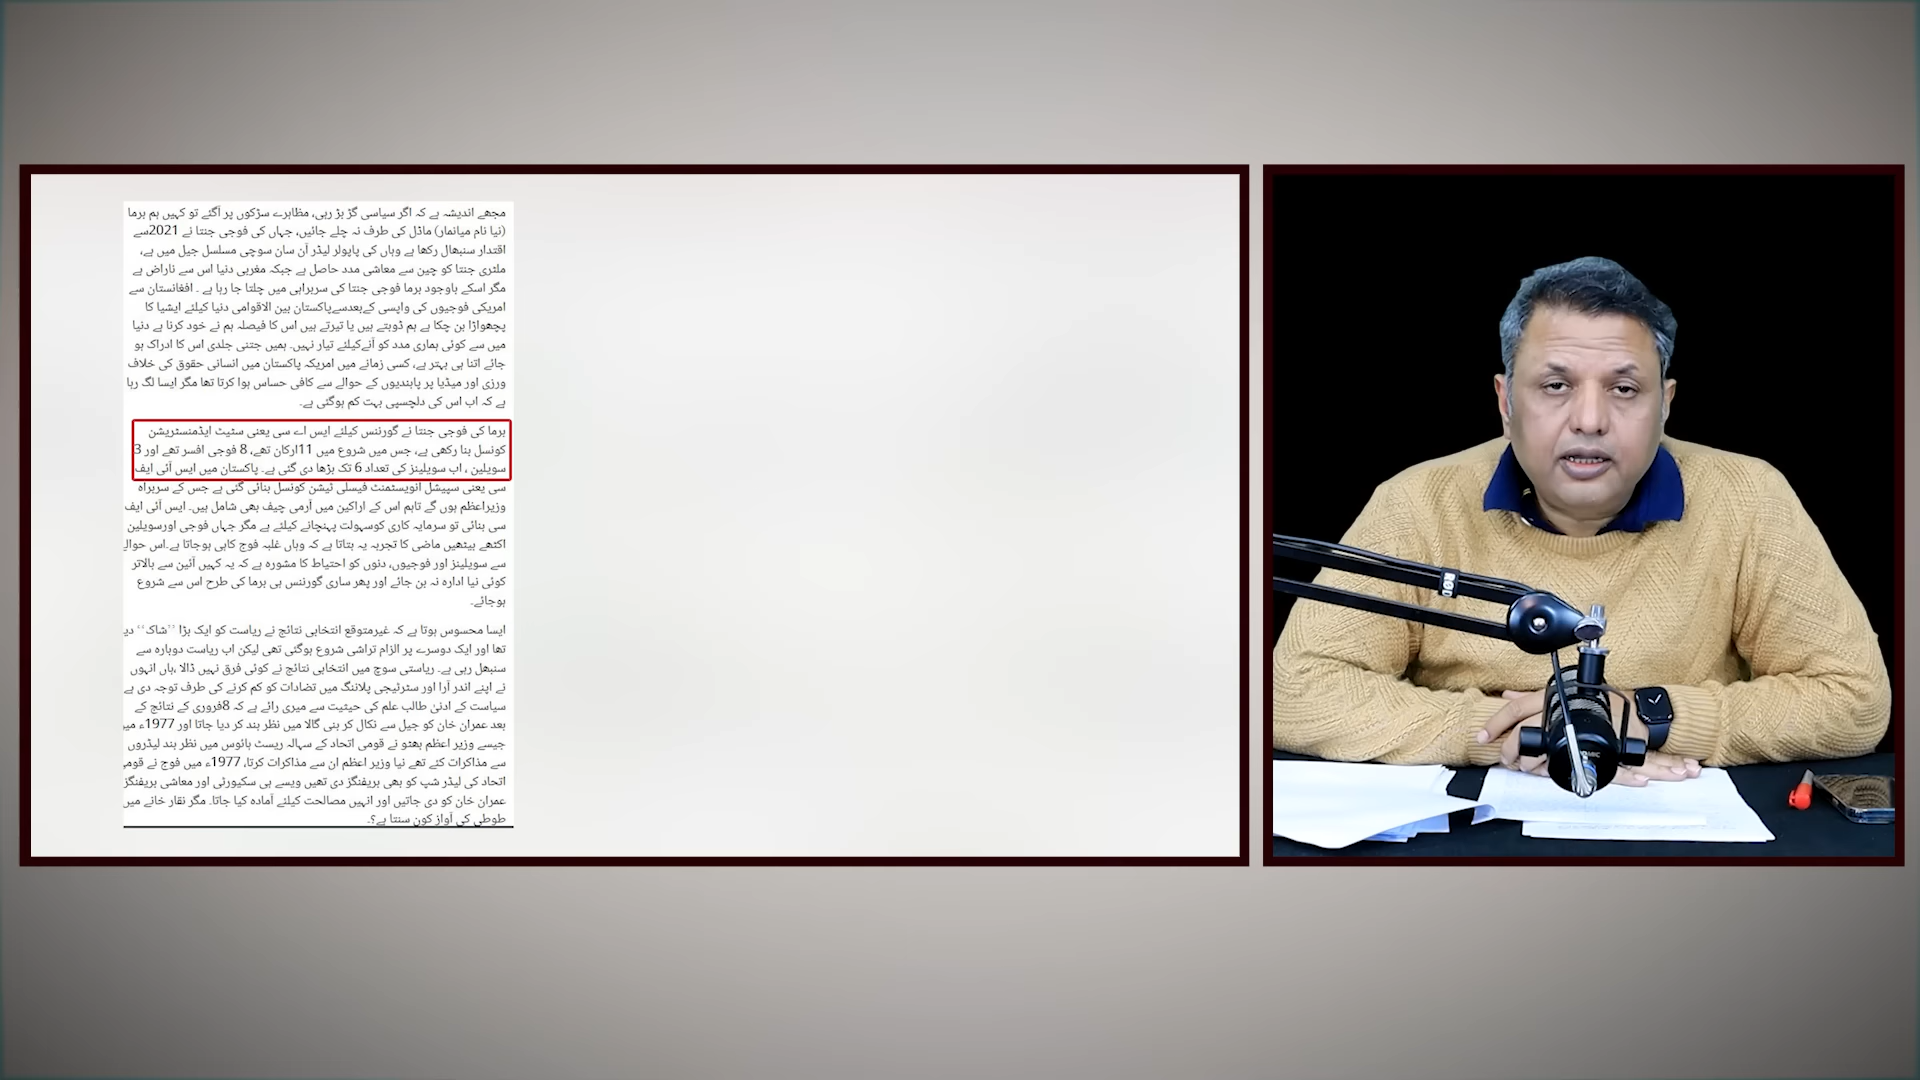 مجھے اندیشہ ہے کہ اگر سیاسی گڑ بڑ رہی، مظاہرے سڑکوں پر آگئے تو کہیں ہم برما
(نیا نام میانمار) ماڈل کی طرف نہ چلے جائیں، جہاں کی فوجی جنتا نے 2021سے
اقتدار سنبھال رکھا ہے وہاں کی پاپولر لیڈر آن سان سوچی مسلسل جیل میں ہے،
ملٹری جنتا کو چین سے معاشی مدد حاصل ہے جبکہ مغربی دنیا اس سے ناراض ہے
مگر اسکے باوجود برما فوجی جنتا کی سربراہی میں چلتا جا رہا ہے ۔ افغانستان سے
امریکی فوجیوں کی واپسی کےبعدسےپاکستان بین الاقوامی دنیا کیلئے ایشیا کا
پچھواڑا بن چکا ہے ہم ڈوبتے ہیں یا تیرتے ہیں اس کا فیصلہ ہم نے خود کرنا ہے دنیا
میں سے کوئی ہماری مدد کو آنےکیلئے تیار نہیں۔ ہمیں جتنی جلدی اس کا ادراک ہو
جائے اتنا ہی بہتر ہے، کسی زمانے میں امریکہ پاکستان میں انسانی حقوق کی خلاف
ورزی اور میڈیا پر پابندیوں کے حوالے سے کافی حساس ہوا کرتا تھا مگر ایسا لگ رہا
ہے کہ اب اس کی دلچسپی بہت کم ہوگئی ہے۔
برما کی فوجی جنتا نے گورننس کیلئے ایس اے سی یعنی سٹیٹ ایڈمنسٹریشن
کونسل بنا رکھی ہے، جس میں شروع میں 11ارکان تھے، 8 فوجی افسر تھے اور 3
سویلین ، اب سویلینز کی تعداد 6 تک بڑھا دی گئی ہے۔ پاکستان میں ایس آئی ایف
سی یعنی سپیشل انویسٹمنٹ فیسلی ٹیشن کونسل بنائی گئی ہے جس کے سربراہ
وزیراعظم ہوں گے تاہم اس کے اراکین میں آرمی چیف بھی شامل ہیں۔ ایس آئی ایف
سی بنائی تو سرمایہ کاری کوسہولت پہنچانے کیلئے ہے مگر جہاں فوجی اورسویلین
اکٹھے بیٹھیں ماضی کا تجربہ یہ بتاتا ہے کہ وہاں غلبہ فوج کاہی ہوجاتا ہے۔اس حوالے
سے سویلینز اور فوجیوں، دنوں کو احتیاط کا مشورہ ہے کہ یہ کہیں آئین سے بالاتر
کوئی نیا ادارہ نہ بن جائے اور پھر ساری گورننس ہی برما کی طرح اس سے شروع
ہوجائے۔
ایسا محسوس ہوتا ہے کہ غیرمتوقع انتخابی نتائج نے ریاست کو ایک بڑا ’’شاک‘‘ دیا
تھا اور ایک دوسرے پر الزام تراشی شروع ہوگئی تھی لیکن اب ریاست دوبارہ سے
سنبھل رہی ہے۔ ریاستی سوچ میں انتخابی نتائج نے کوئی فرق نہیں ڈالا ،ہاں انہوں
نے اپنے اندر آرا اور سٹرٹیجی پلاننگ میں تضادات کو کم کرنے کی طرف توجہ دی ہے
سیاست کے ادنیٰ طالب علم کی حیثیت سے میری رائے ہے کہ 8فروری کے نتائج کے
بعد عمران خان کو جیل سے نکال کر بنی گالا میں نظر بند کر دیا جاتا اور 1977ء میں
جیسے وزیر اعظم بھٹو نے قومی اتحاد کے سہالہ ریسٹ ہائوس میں نظر بند لیڈروں
سے مذاکرات کئے تھے نیا وزیر اعظم ان سے مذاکرات کرتا، 1977ء میں فوج نے قومی
اتحاد کی لیڈر شپ کو بھی بریفنگز دی تھیں ویسے ہی سکیورٹی اور معاشی بریفنگز
عمران خان کو دی جاتیں اور انہیں مصالحت کیلئے آمادہ کیا جاتا۔ مگر نقار خانے میں
طوطی کی آواز کون سنتا ہے؟۔